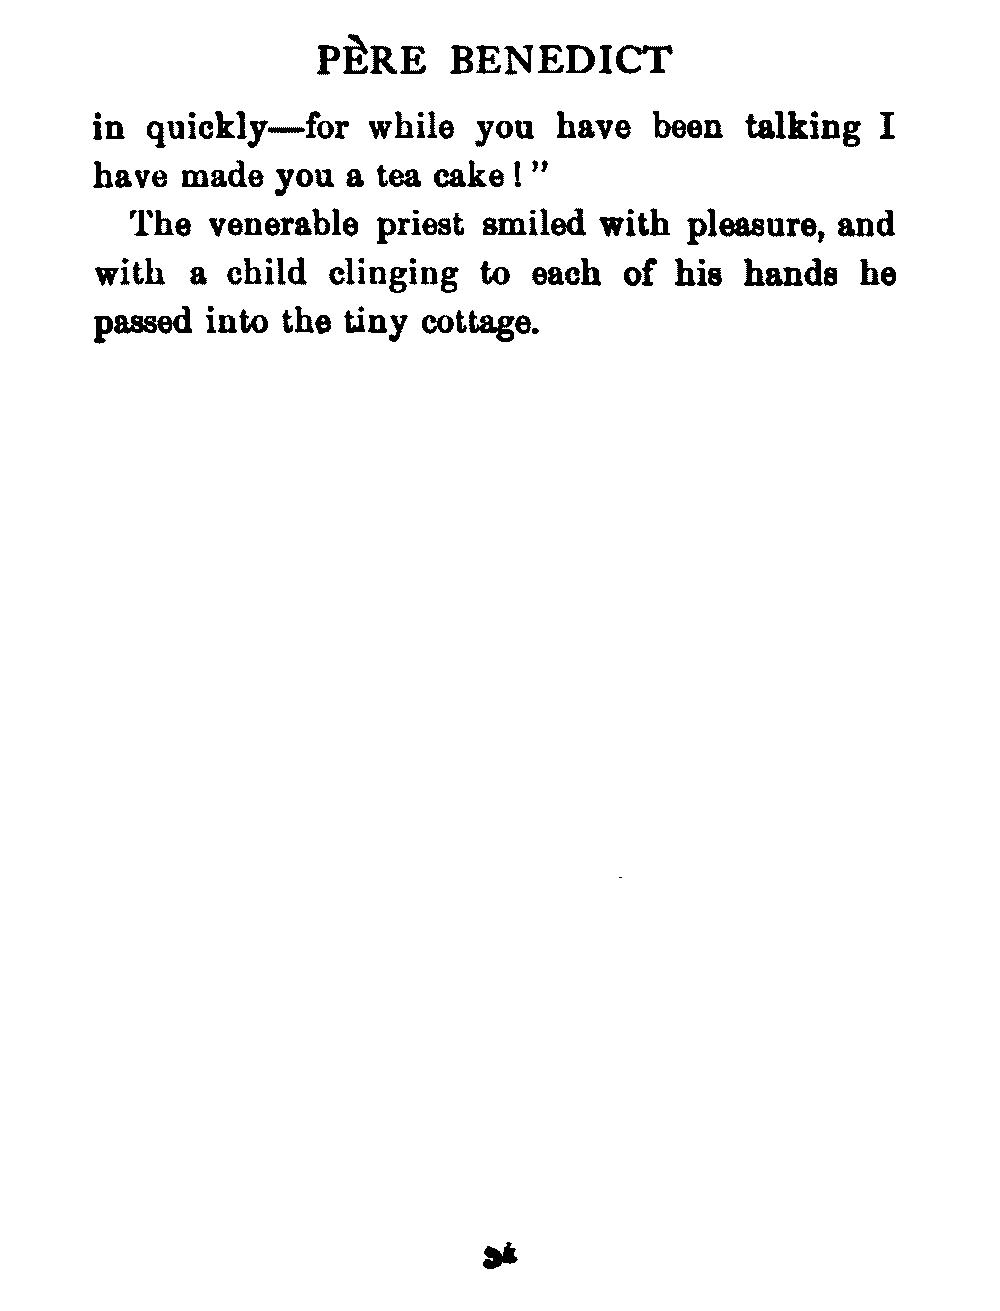 PÈRE BENEDICT
in quickly—for while you have been talking I
have made you a tea cake!”
The venerable priest smiled with pleasure, and
with a child clinging to each of his hands he
passed into the tiny cottage.